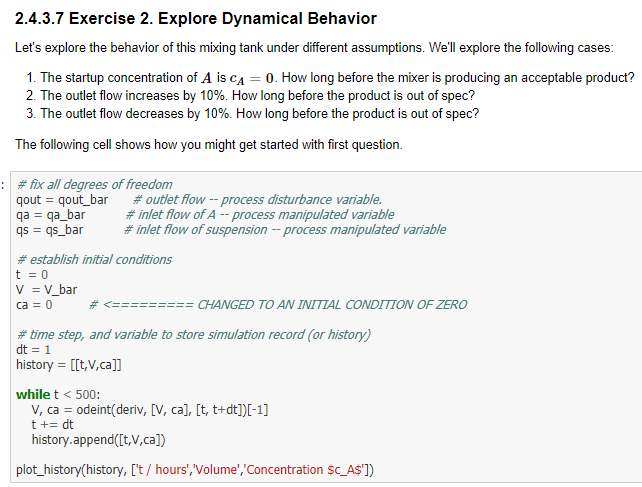 2.4.3.7 Exercise 2. Explore Dynamical Behavior
Let's explore the behavior of this mixing tank under different assumptions. We'll explore the following cases:
1. The startup concentration of A is c_A = 0. How long before the mixer is producing an acceptable product?
2. The outlet flow increases by 10%. How long before the product is out of spec?
3. The outlet flow decreases by 10%. How long before the product is out of spec?
The following cell shows how you might get started with first question.
:
# fix all degrees of freedom
qout = qout_bar # outlet flow -- process disturbance variable.
qa = qa_bar # inlet flow of A -- process manipulated variable
qs = qs_bar # inlet flow of suspension -- process manipulated variable
# establish initial conditions
t = 0
V = V_bar
ca = 0 # <========= CHANGED TO AN INITIAL CONDITION OF ZERO
# time step, and variable to store simulation record (or history)
dt = 1
history = [[t,V,ca]]
while t < 500:
V, ca = odeint(deriv, [V, ca], [t, t+dt])[-1]
t += dt
history.append([t,V,ca])
plot_history(history, ['t / hours','Volume','Concentration $c_A$'])